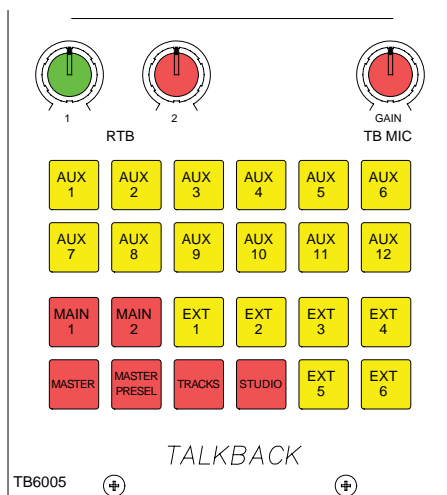 1 2 GAIN
RTB TB MIC
AUX 1 AUX 2 AUX 3 AUX 4 AUX 5 AUX 6
AUX 7 AUX 8 AUX 9 AUX 10 AUX 11 AUX 12
MAIN 1 MAIN 2 EXT 1 EXT 2 EXT 3 EXT 4
MASTER MASTER PRESEL TRACKS STUDIO EXT 5 EXT 6
TALKBACK
TB6005